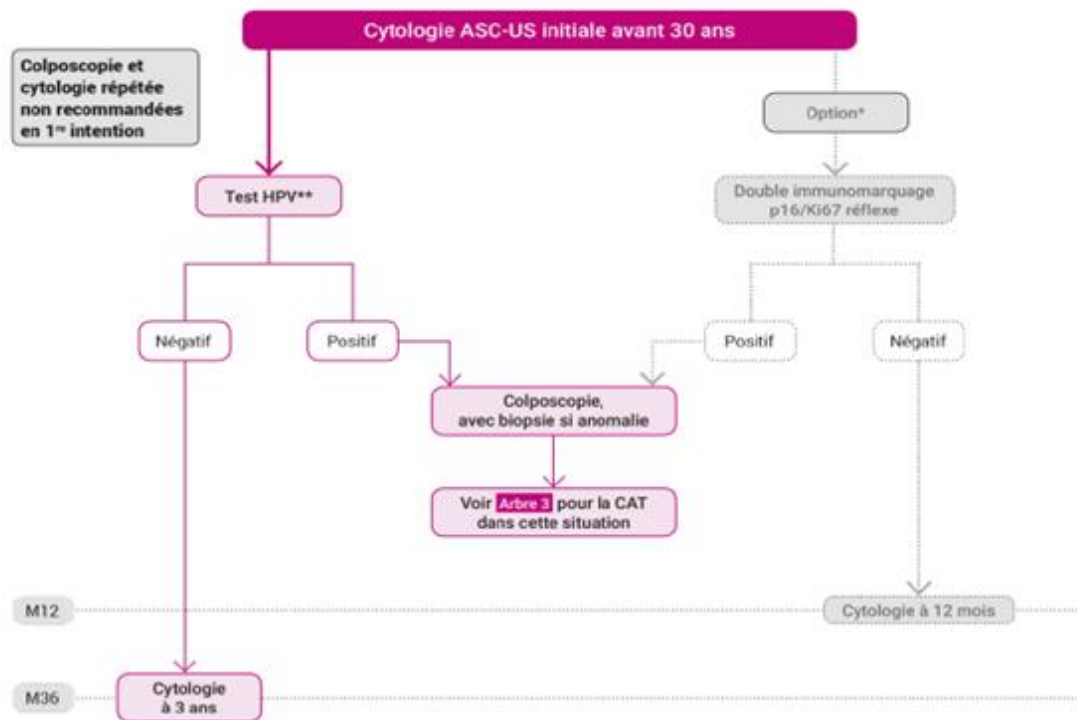 Cytologie ASC-US initiale avant 30 ans
Colposcopie et
cytologie répétée
non recommandées
en 1re intention
Option*
Test HPV**
Double immunomarquage
p16/Ki67 réflexe
Négatif
Positif
Positif
Négatif
Colposcopie,
avec biopsie si anomalie
Voir Arbre 3 pour la CAT
dans cette situation
M12
Cytologie à 12 mois
M36
Cytologie
à 3 ans